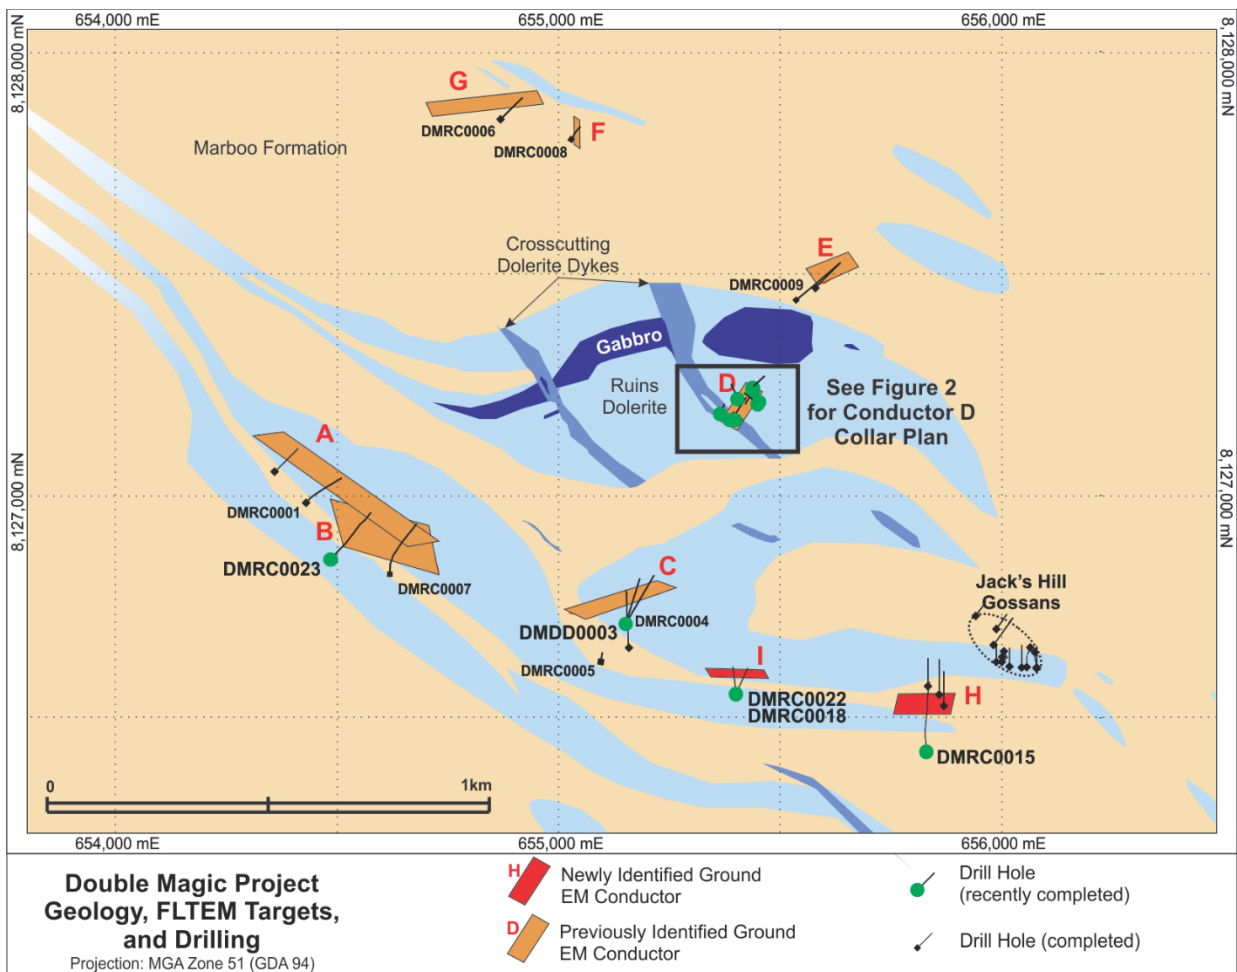 654,000 mE
655,000 mE
656,000 mE
8,128,000 mN
8,128,000 mN
G
DMRC0006
F
DMRC0008
Marboo Formation
Crosscutting
Dolerite Dykes
E
DMRC0009
Gabbro
Ruins
Dolerite
D
See Figure 2
for Conductor D
Collar Plan
A
8,127,000 mN
8,127,000 mN
DMRC0001
B
DMRC0023
DMRC0007
C
DMDD0003
DMRC0004
DMRC0005
Jack's Hill
Gossans
I
DMRC0022
DMRC0018
H
DMRC0015
0
1km
654,000 mE
655,000 mE
656,000 mE
Double Magic Project
Geology, FLTEM Targets,
and Drilling
Projection: MGA Zone 51 (GDA 94)
H
Newly Identified Ground
EM Conductor
D
Previously Identified Ground
EM Conductor
Drill Hole
(recently completed)
Drill Hole (completed)